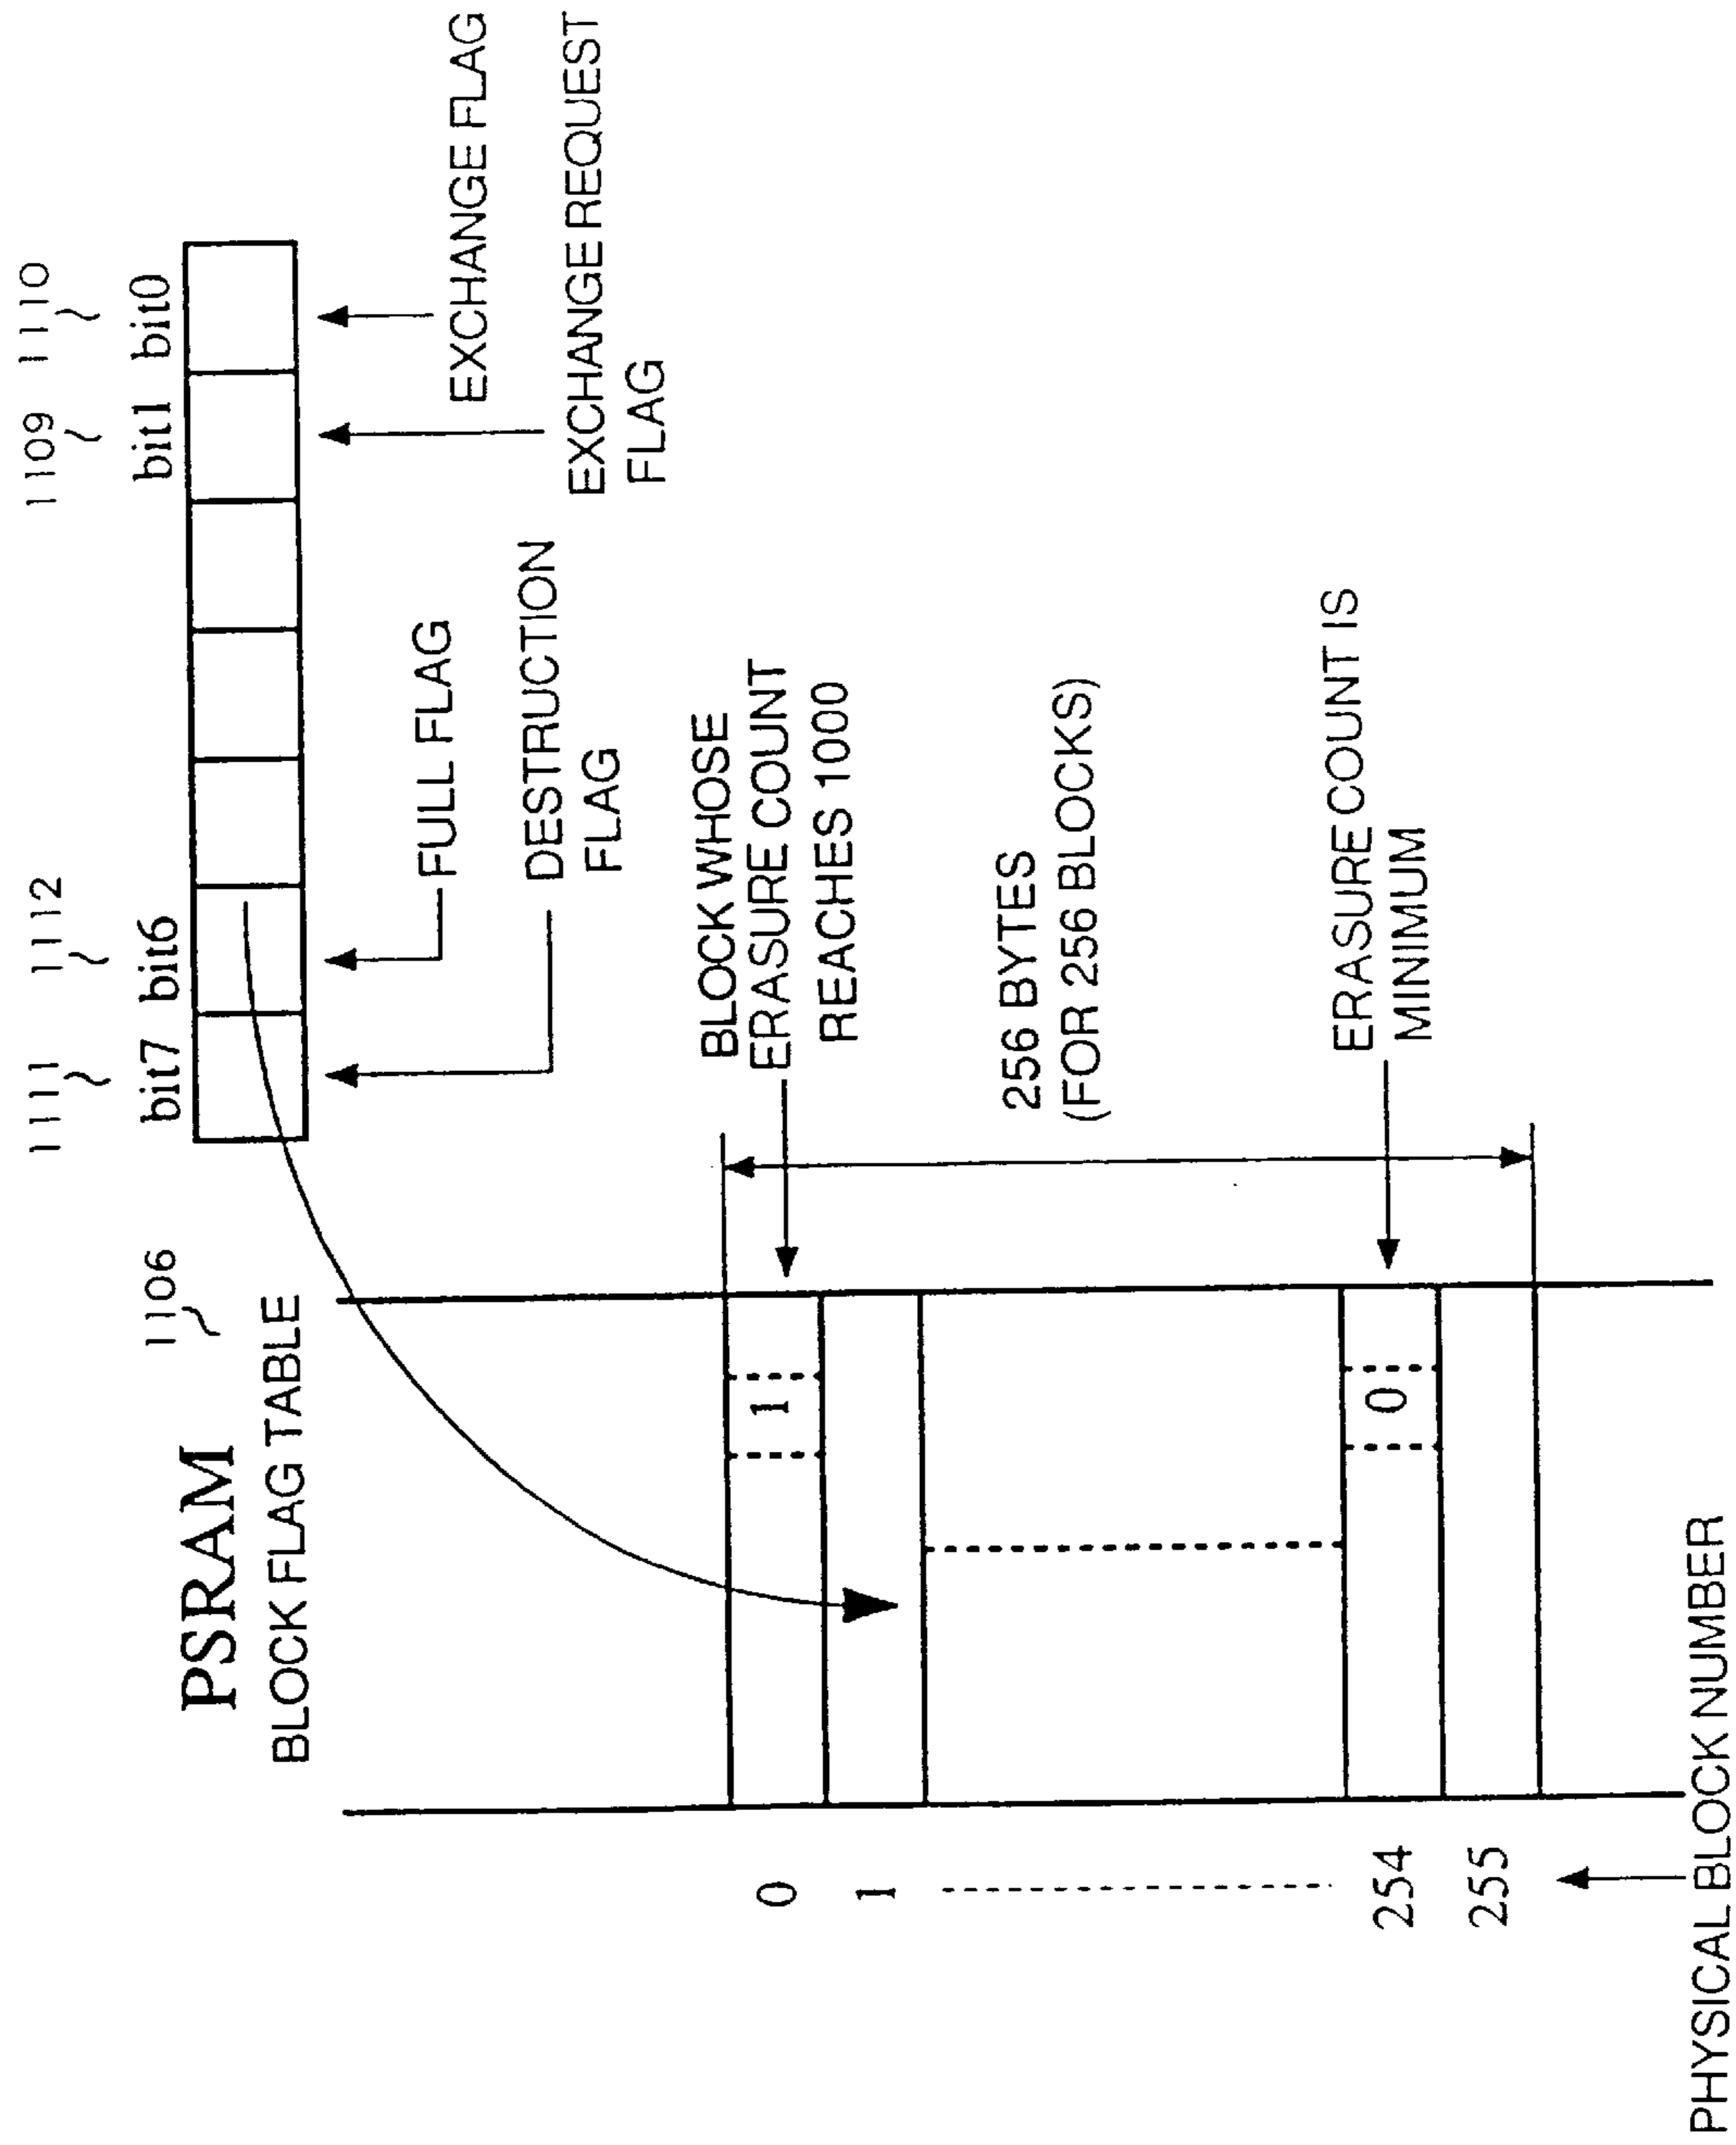 PSRAM
1106
BLOCK FLAG TABLE
1111
1112
1109
1110
bit7
bit6
bit1
bit0
FULL FLAG
DESTRUCTION
FLAG
EXCHANGE FLAG
EXCHANGE REQUEST
FLAG
0
1
254
255
1
0
BLOCK WHOSE
ERASURE COUNT
REACHES 1000
256 BYTES
(FOR 256 BLOCKS)
ERASURE COUNT IS
MINIMUM
PHYSICAL BLOCK NUMBER